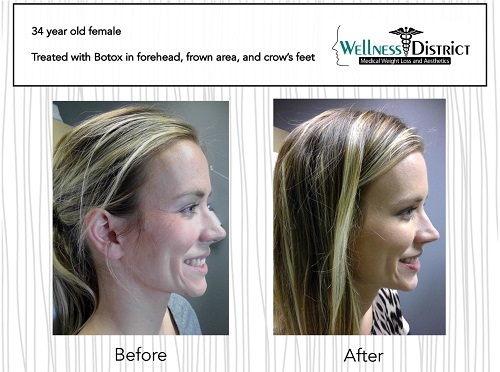 34 year old female
Treated with Botox in forehead, frown area, and crow's feet
Wellness District
Medical Weight Loss and Aesthetics
Before
After